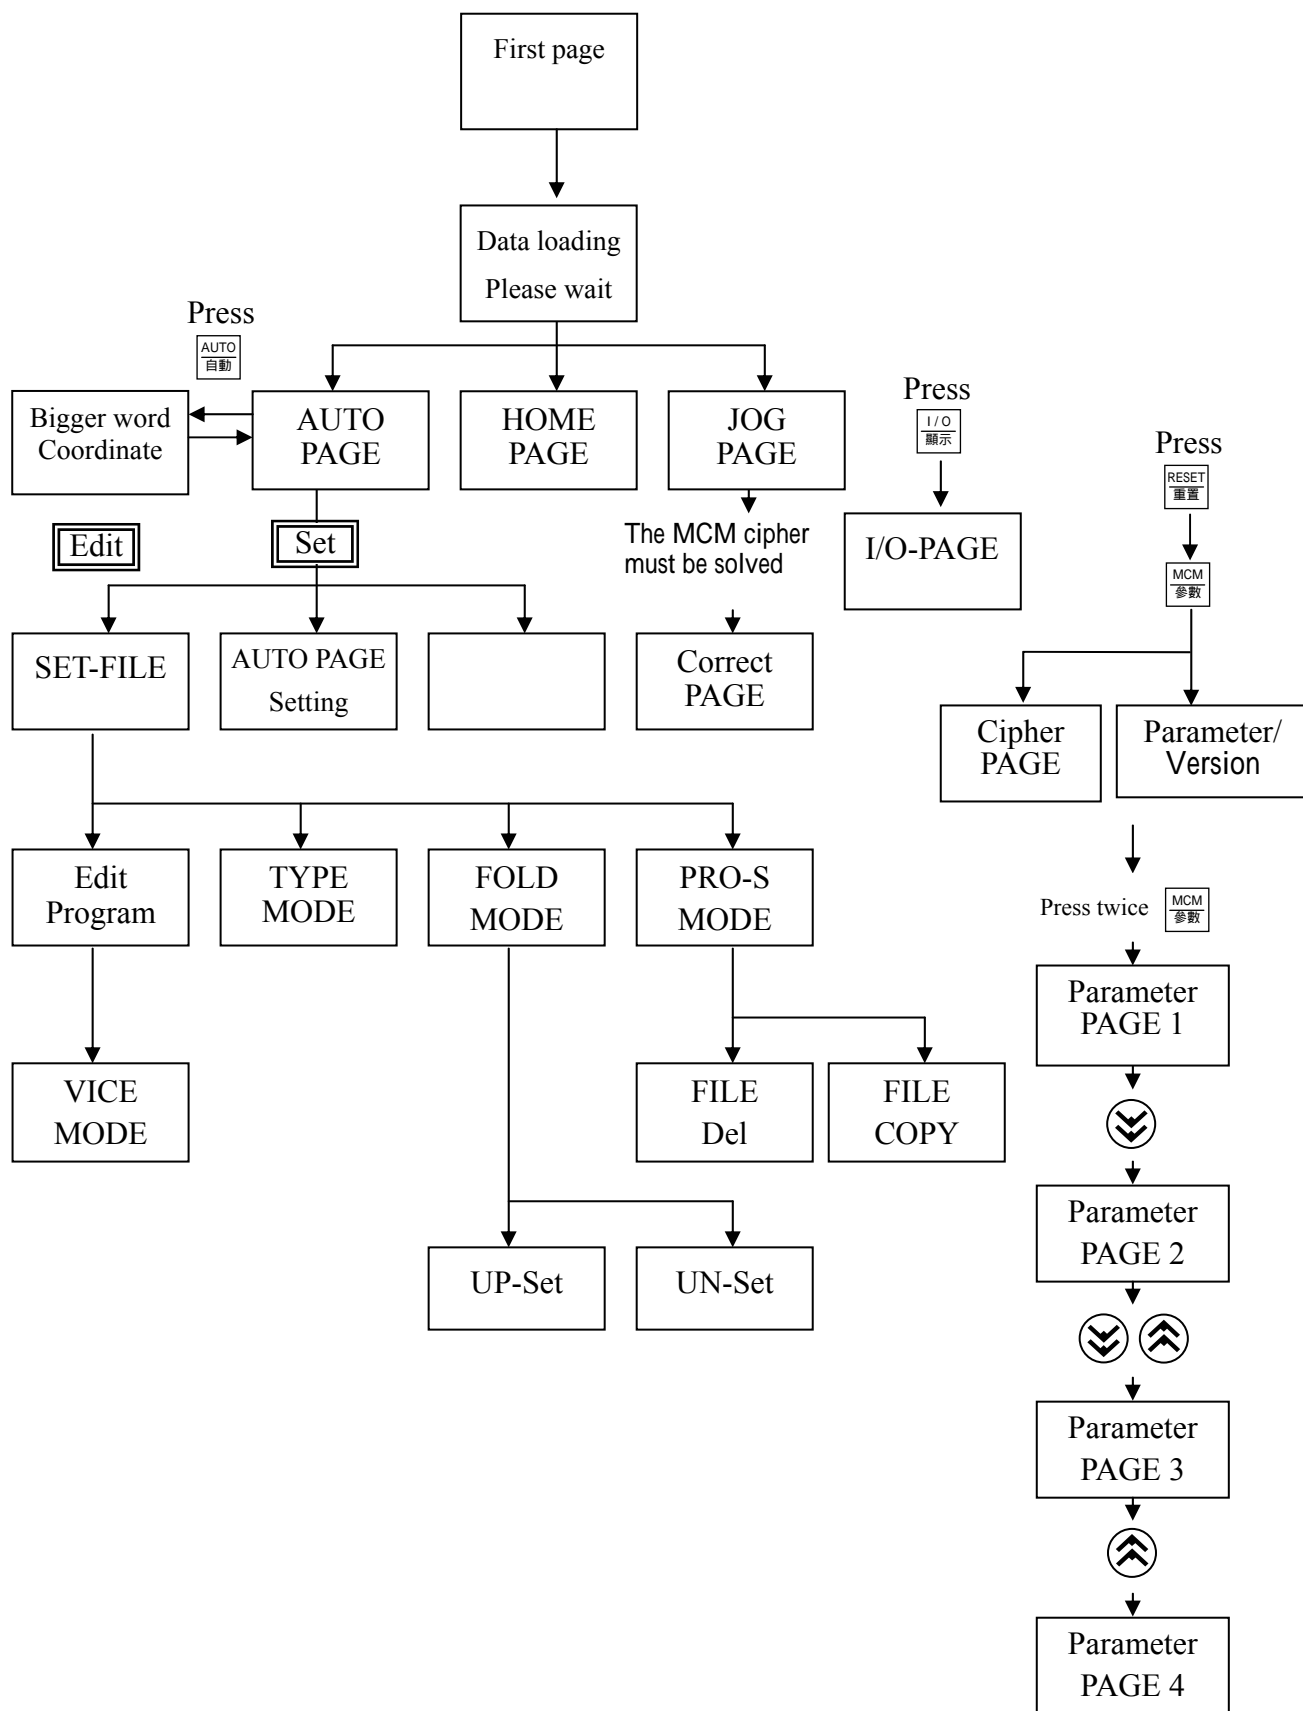 First page
Data loading
Please wait
Press
AUTO
自動
Bigger word
Coordinate
AUTO
PAGE
HOME
PAGE
JOG
PAGE
Press
I / O
顯示
Press
RESET
重置
Edit
Set
The MCM cipher
must be solved
I/O-PAGE
MCM
參數
SET-FILE
AUTO PAGE
Setting
Correct
PAGE
Cipher
PAGE
Parameter/
Version
Edit
Program
TYPE
MODE
FOLD
MODE
PRO-S
MODE
Press twice
MCM
參數
Parameter
PAGE 1
VICE
MODE
FILE
Del
FILE
COPY
Parameter
PAGE 2
UP-Set
UN-Set
Parameter
PAGE 3
Parameter
PAGE 4